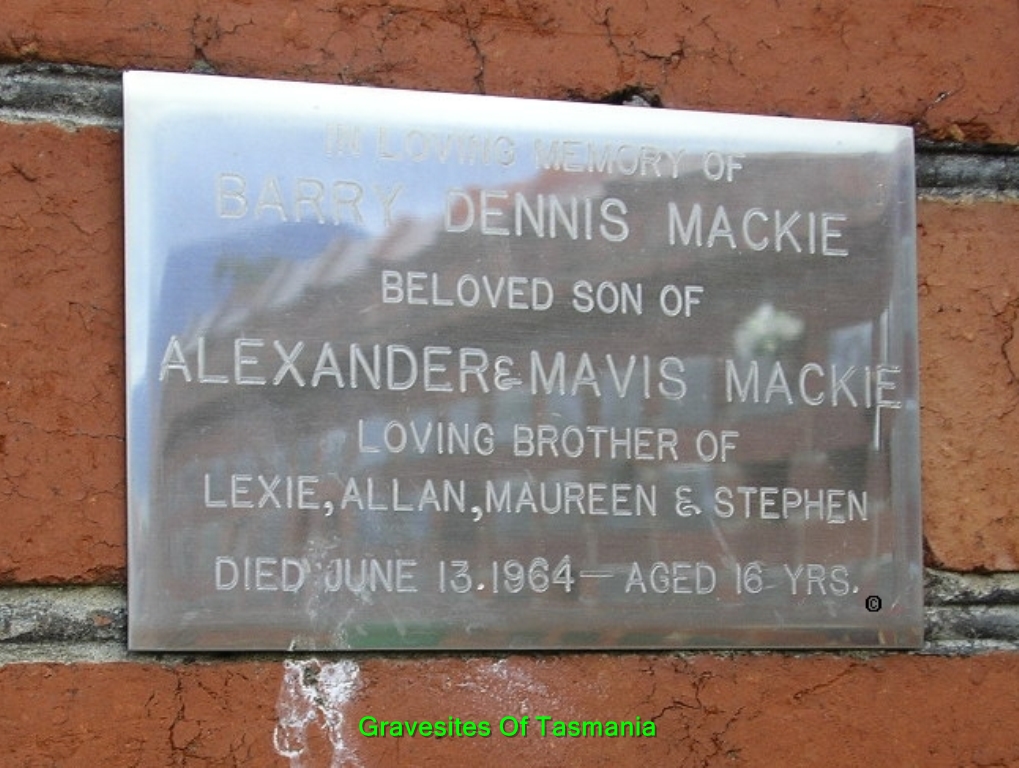 IN LOVING MEMORY OF
BARRY DENNIS MACKIE
BELOVED SON OF
ALEXANDER & MAVIS MACKIE
LOVING BROTHER OF
LEXIE, ALLAN, MAUREEN & STEPHEN
DIED JUNE 13.1964 — AGED 16 YRS.
©
Gravesites Of Tasmania